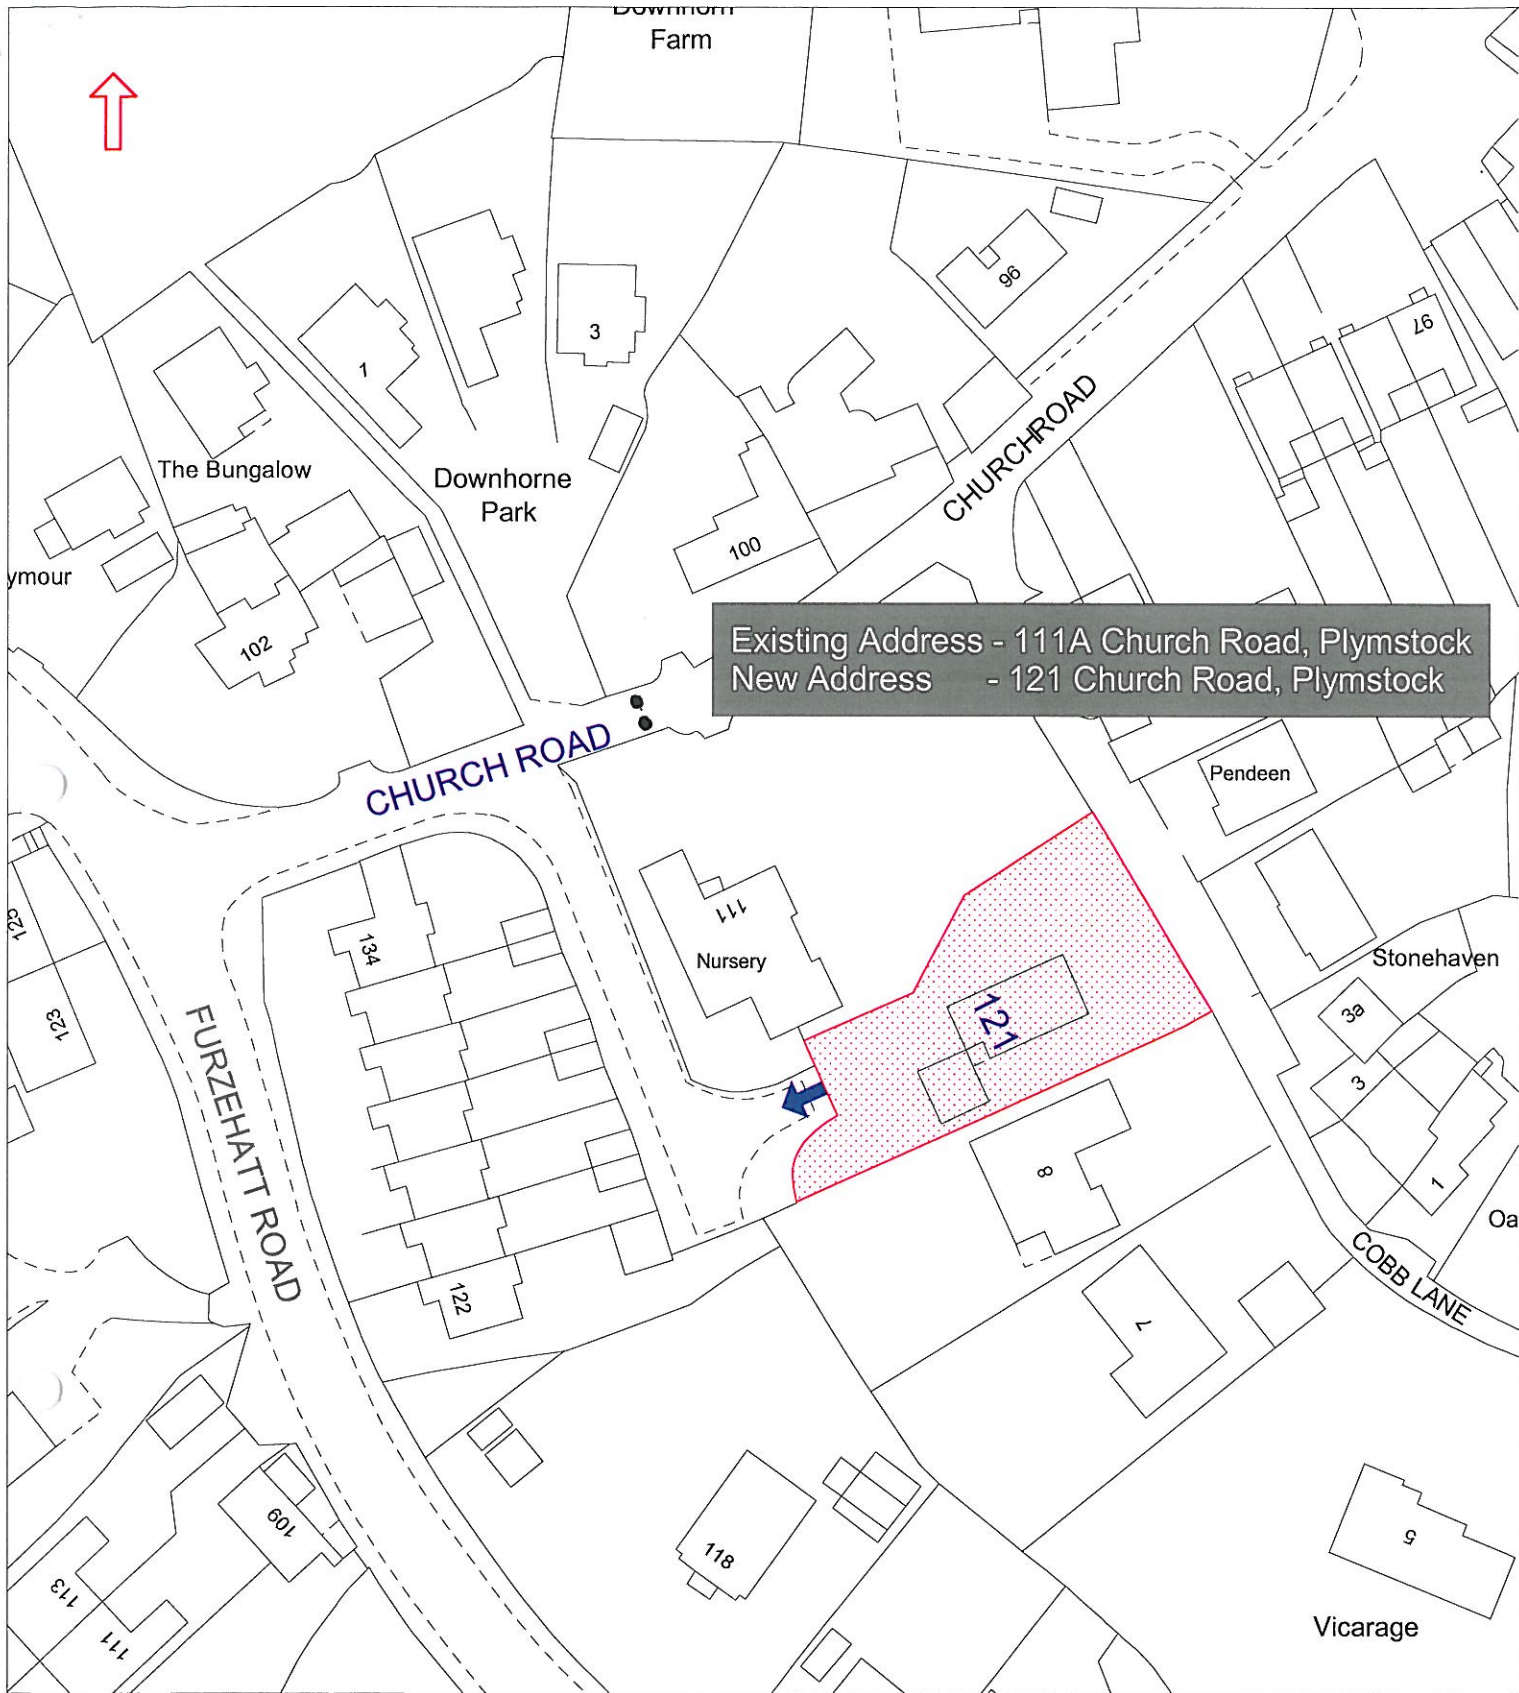 Farm
3
96
97
1
The Bungalow
Downhorne
Park
CHURCH ROAD
100
ymour
102
Existing Address - 111A Church Road, Plymstock
New Address - 121 Church Road, Plymstock
CHURCH ROAD
Pendeen
111
Nursery
134
125
123
121
Stonehaven
3a
3
1
8
FURZEHATT ROAD
Oa
COBB LANE
122
7
109
118
5
113
111
Vicarage